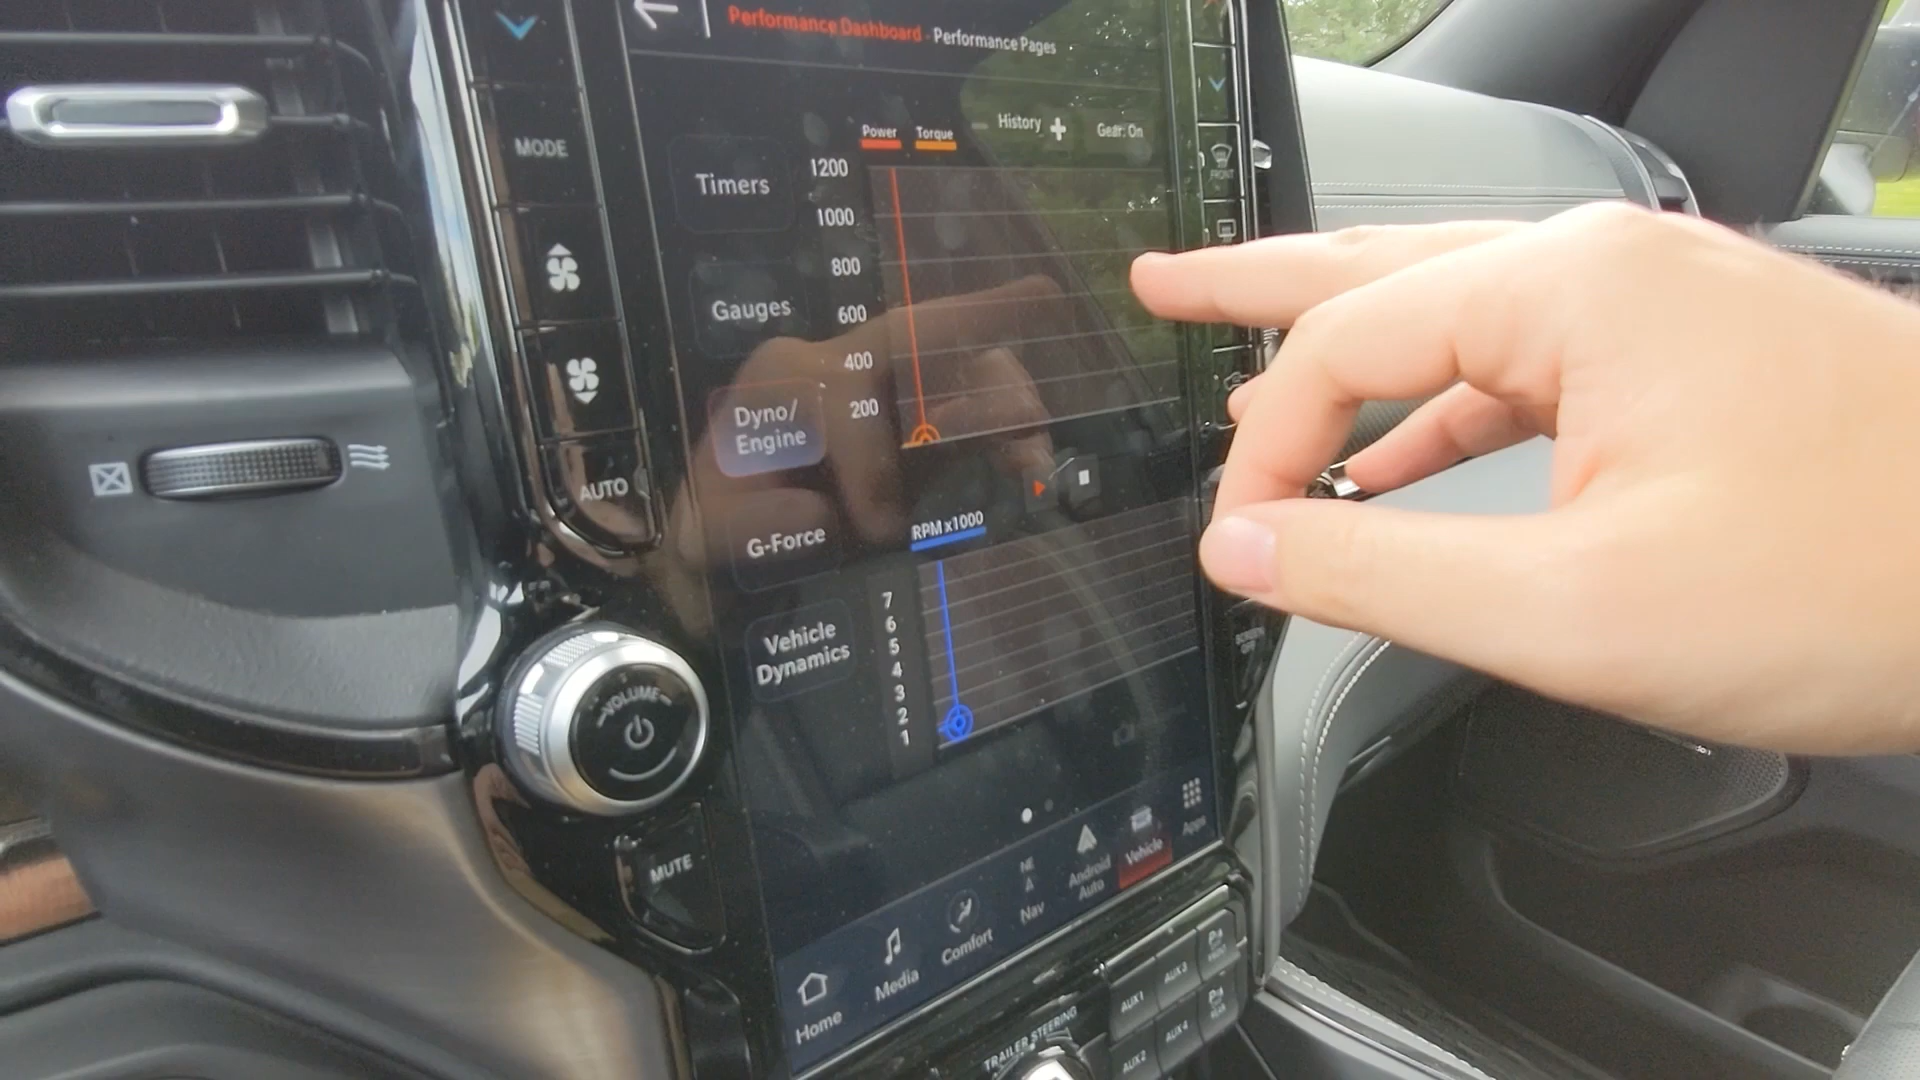 Performance Dashboard - Performance Pages
MODE
Power
Torque
History
Gear: On
Timers
1200
1000
800
600
400
200
FRONT
Gauges
Dyno/
Engine
AUTO
G-Force
RPM x1000
7
6
5
4
3
2
1
Vehicle
Dynamics
VOLUME
SCREEN
OFF
MUTE
Home
Media
Comfort
NE
Nav
Android
Auto
Vehicle
Apps
TRAILER STEERING
AUX 1
AUX 3
AUX 2
AUX 4